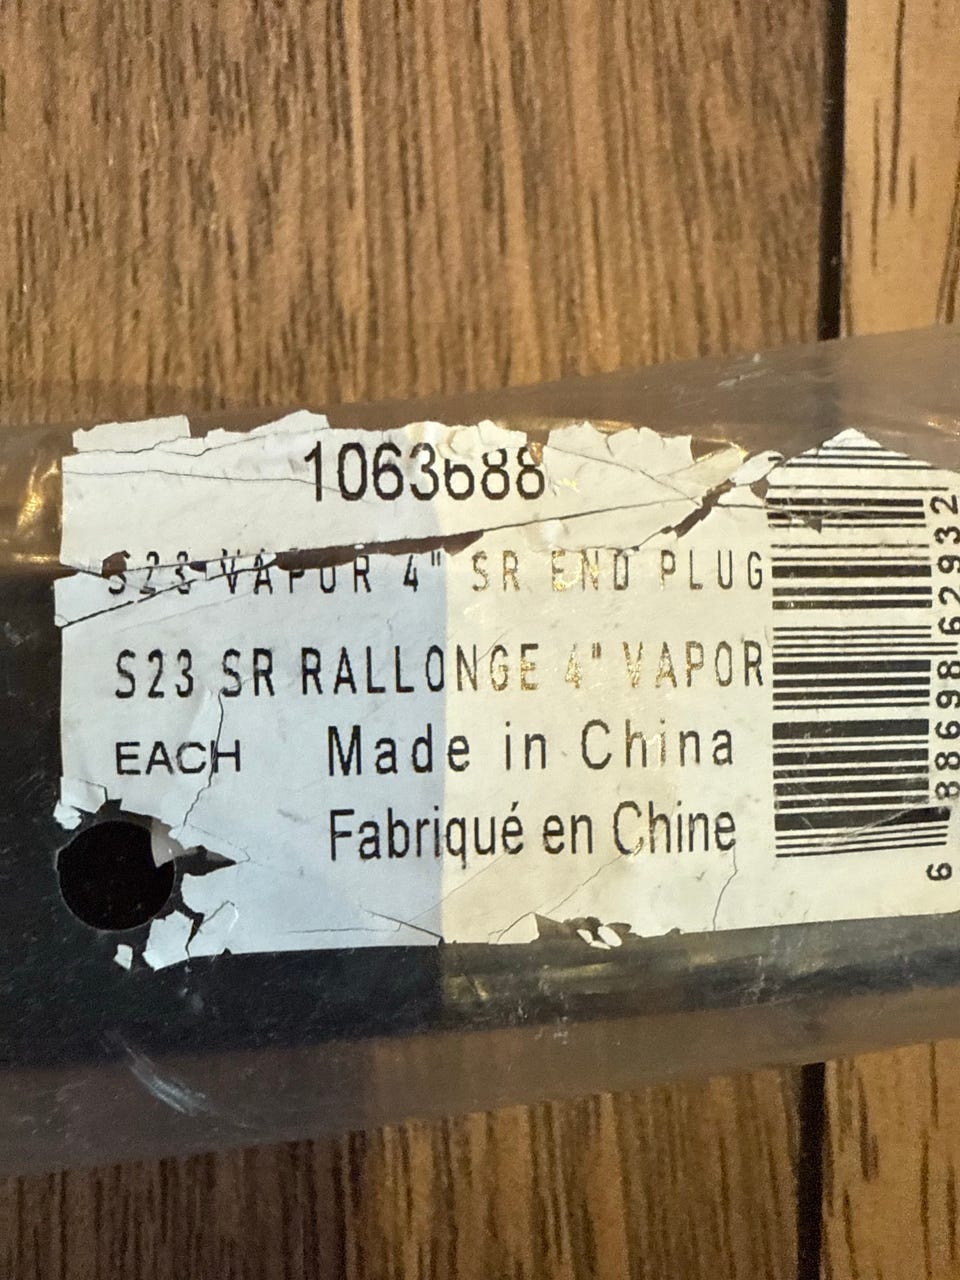 1063688
S23 VAPOR 4" SR END PLUG
S23 SR RALLONGE 4" VAPOR
EACH Made in China
Fabriqué en Chine
6 88698 62932